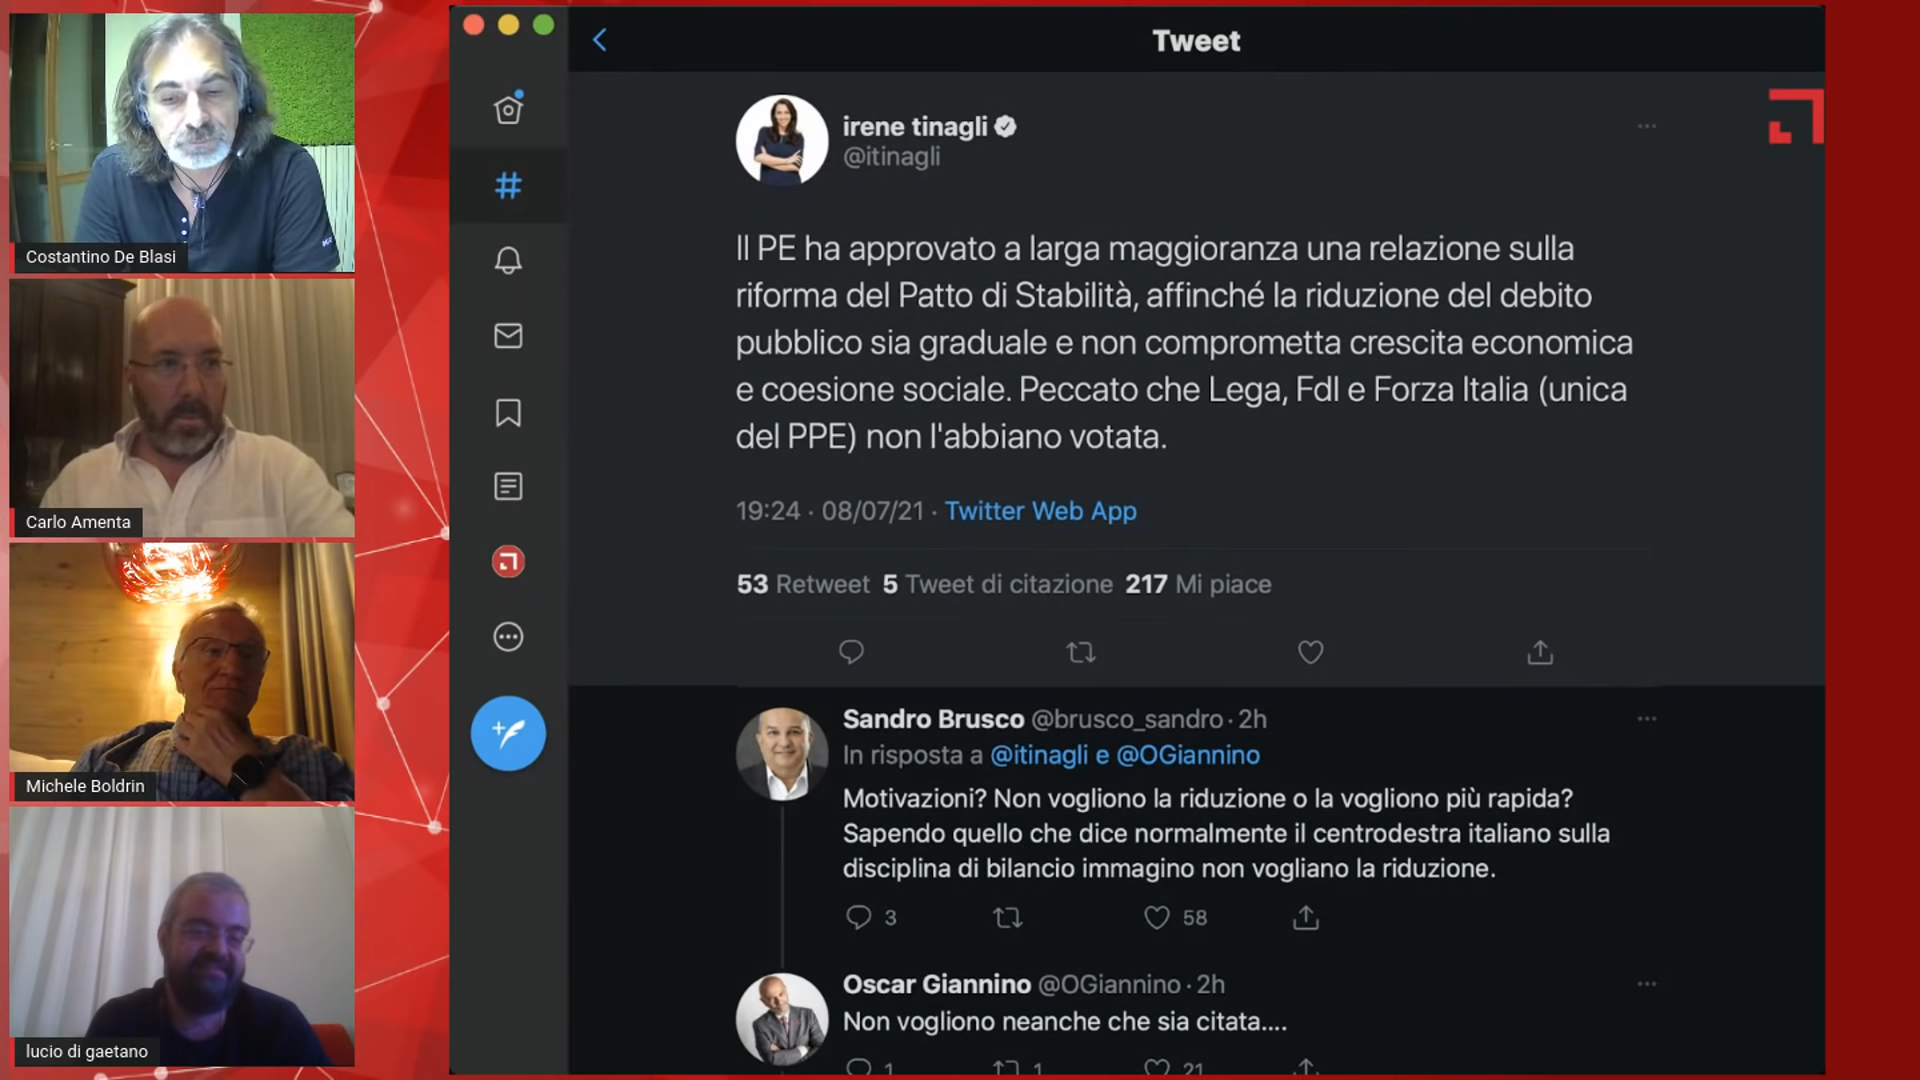 Costantino De Blasi
Carlo Amenta
Michele Boldrin
lucio di gaetano
Tweet
irene tinagli
@itinagli
Il PE ha approvato a larga maggioranza una relazione sulla
riforma del Patto di Stabilità, affinché la riduzione del debito
pubblico sia graduale e non comprometta crescita economica
e coesione sociale. Peccato che Lega, FdI e Forza Italia (unica
del PPE) non l'abbiano votata.
19:24 · 08/07/21 · Twitter Web App
53 Retweet 5 Tweet di citazione 217 Mi piace
Sandro Brusco @brusco_sandro · 2h
In risposta a @itinagli e @OGiannino
Motivazioni? Non vogliono la riduzione o la vogliono più rapida?
Sapendo quello che dice normalmente il centrodestra italiano sulla
disciplina di bilancio immagino non vogliano la riduzione.
3 58
Oscar Giannino @OGiannino · 2h
Non vogliono neanche che sia citata....
1 1 21